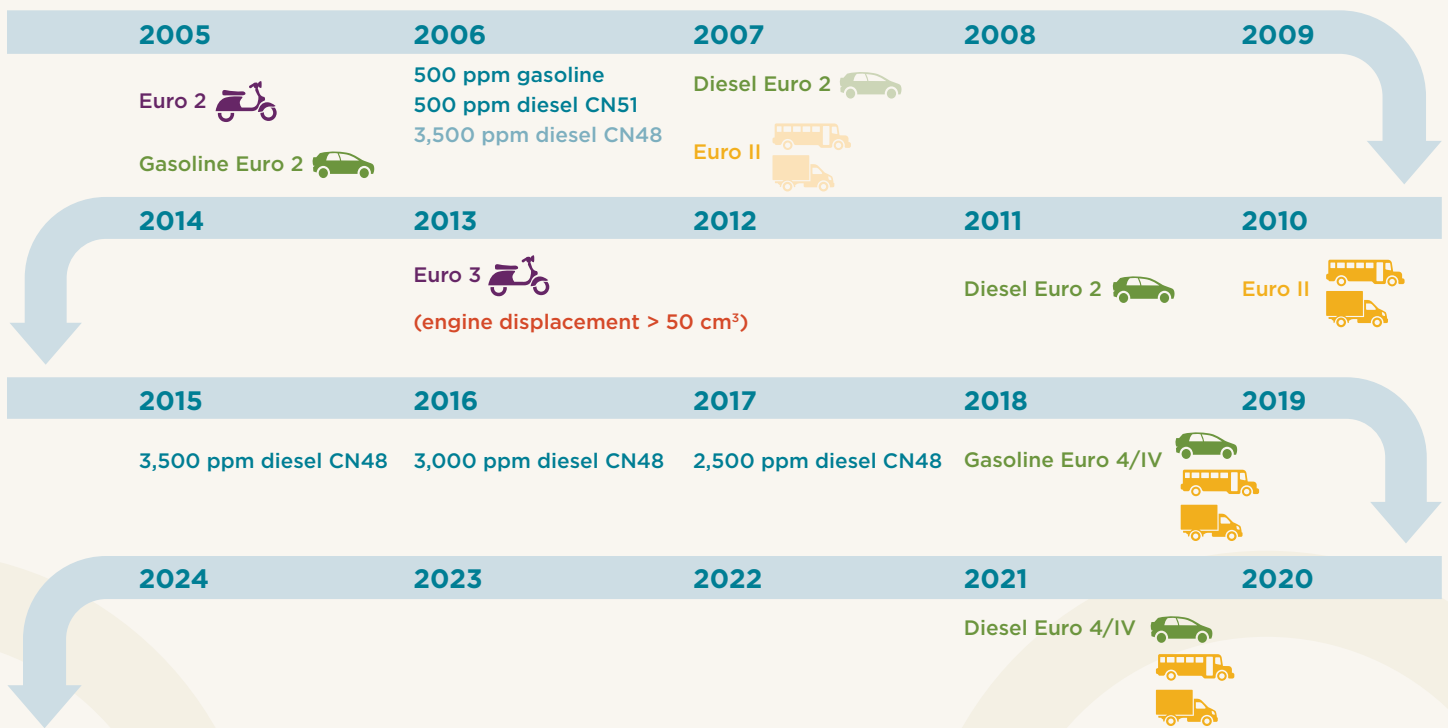 2005 2006 2007 2008 2009
Euro 2
Gasoline Euro 2
500 ppm gasoline
500 ppm diesel CN51
3,500 ppm diesel CN48
Diesel Euro 2
Euro II
2014 2013 2012 2011 2010
Euro 3
(engine displacement > 50 cm³)
Diesel Euro 2
Euro II
2015 2016 2017 2018 2019
3,500 ppm diesel CN48
3,000 ppm diesel CN48
2,500 ppm diesel CN48
Gasoline Euro 4/IV
2024 2023 2022 2021 2020
Diesel Euro 4/IV